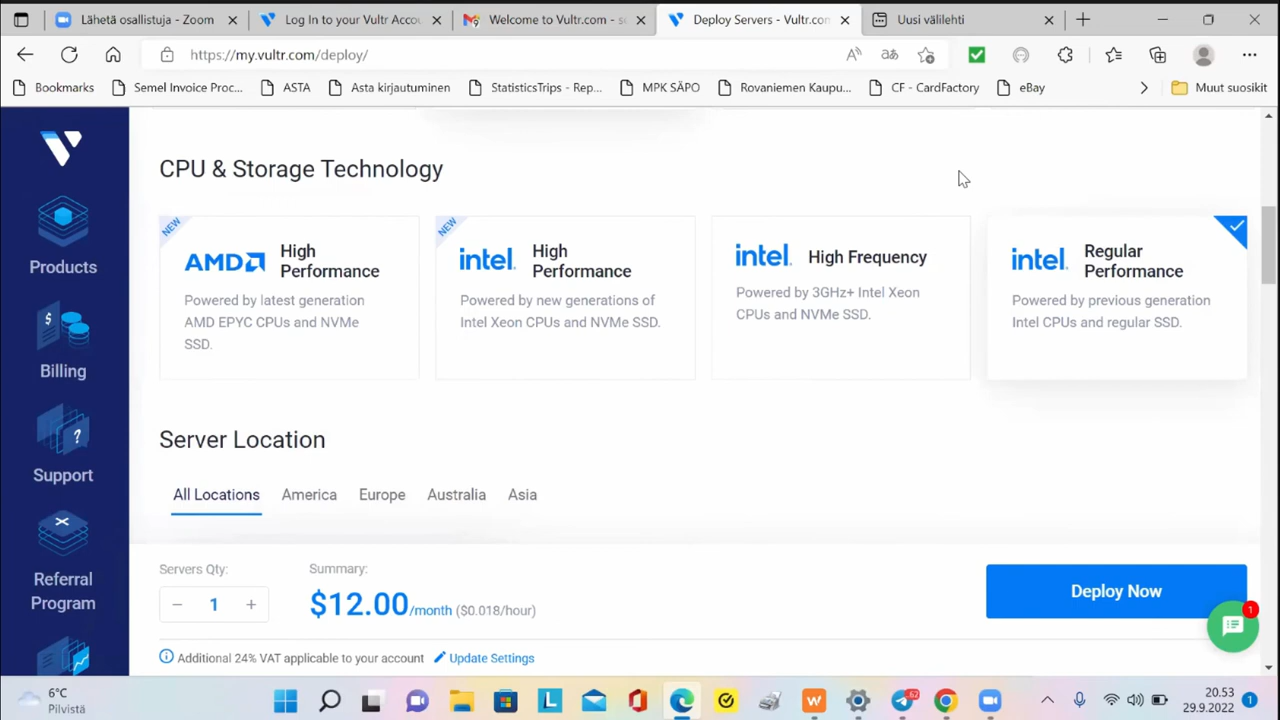 Lähetä osallistuja - Zoom
Log In to your Vultr Accou
Welcome to Vultr.com - su
Deploy Servers - Vultr.com
Uusi välilehti
https://my.vultr.com/deploy/
Bookmarks
Semel Invoice Proc...
ASTA
Asta kirjautuminen
StatisticsTrips - Rep...
MPK SÄPO
Rovaniemen Kaupu...
CF - CardFactory
eBay
Muut suosikit
Products
Billing
Support
Referral
Program
CPU & Storage Technology
NEW
AMD High
Performance
Powered by latest generation
AMD EPYC CPUs and NVMe
SSD.
NEW
intel. High
Performance
Powered by new generations of
Intel Xeon CPUs and NVMe SSD.
intel. High Frequency
Powered by 3GHz+ Intel Xeon
CPUs and NVMe SSD.
intel. Regular
Performance
Powered by previous generation
Intel CPUs and regular SSD.
Server Location
All Locations America Europe Australia Asia
Servers Qty:
1
Summary:
$12.00/month ($0.018/hour)
Deploy Now
1
Additional 24% VAT applicable to your account Update Settings
6°C
Pilvistä
62
20.53
29.9.2022
1